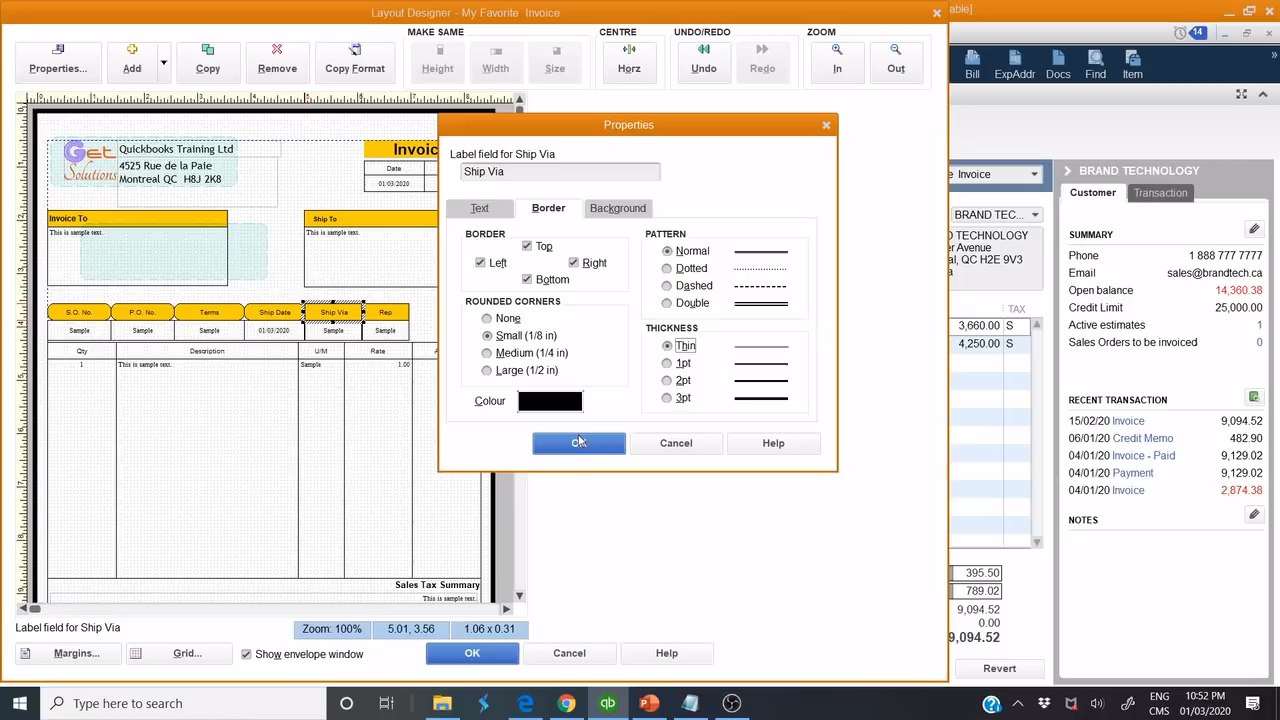 Layout Designer - My Favorite Invoice
able]
Properties...
Add
Copy
Remove
Copy Format
MAKE SAME
Height
Width
Size
CENTRE
Horz
UNDO/REDO
Undo
Redo
ZOOM
In
Out
14
Bill
ExpAddr
Docs
Find
Item
Get
Solutions
Quickbooks Training Ltd
4525 Rue de la Paie
Montreal QC H8J 2K8
Invoic
Date
01/03/2020
Invoice To
This is sample text.
Ship To
This is sample text.
S.O. No.
P.O. No.
Terms
Ship Date
Ship Via
Rep
Sample
Sample
Sample
01/03/2020
Sample
Sample
Qty
Description
U/M
Rate
A
1
This is sample text.
Sample
1.00
Sales Tax Summary
This is sample text.
Properties
Label field for Ship Via
Ship Via
Text
Border
Background
BORDER
Top
Left
Right
Bottom
ROUNDED CORNERS
None
Small (1/8 in)
Medium (1/4 in)
Large (1/2 in)
Colour
PATTERN
Normal
Dotted
Dashed
Double
THICKNESS
Thin
1pt
2pt
3pt
OK
Cancel
Help
Label field for Ship Via
Zoom: 100%
5.01, 3.56
1.06 x 0.31
Margins...
Grid...
Show envelope window
OK
Cancel
Help
e Invoice
BRAND TEC...
D TECHNOLOGY
er Avenue
al, QC H2E 9V3
a
TAX
3,660.00 S
4,250.00 S
395.50
789.02
9,094.52
0.00
9,094.52
Revert
BRAND TECHNOLOGY
Customer
Transaction
SUMMARY
Phone 1 888 777 7777
Email sales@brandtech.ca
Open balance 14,360.38
Credit Limit 25,000.00
Active estimates 1
Sales Orders to be invoiced 0
RECENT TRANSACTION
15/02/20 Invoice 9,094.52
06/01/20 Credit Memo 482.90
04/01/20 Invoice - Paid 9,129.02
04/01/20 Payment 9,129.02
04/01/20 Invoice 2,874.38
NOTES
Type here to search
ENG
CMS
10:52 PM
01/03/2020